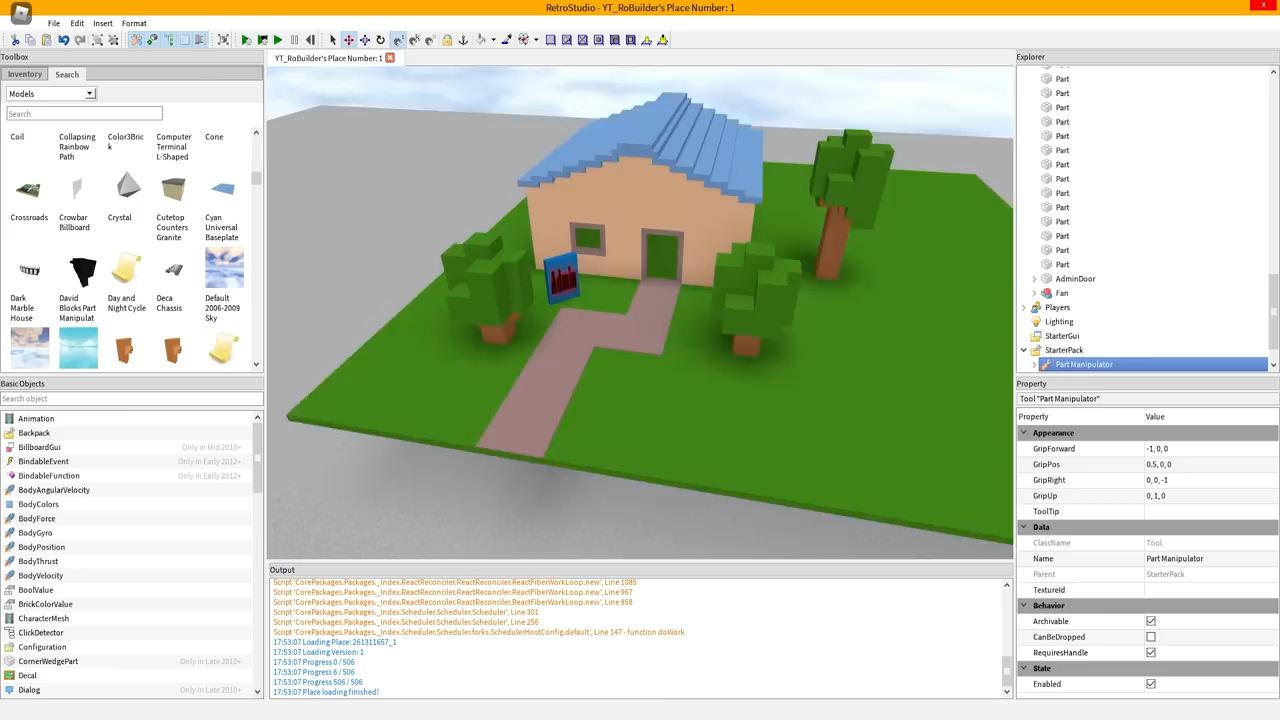 RetroStudio - YT_RoBuilder's Place Number: 1
x
File Edit Insert Format
Toolbox
Inventory Search
Models
Search
Coil
Collapsing Rainbow Path
Color3Bric k
Computer Terminal L-Shaped
Cone
Crossroads
Crowbar Billboard
Crystal
Cutetop Counters Granite
Cyan Universal Baseplate
Dark Marble House
David Blocks Part Manipulat
Day and Night Cycle
Deca Chassis
Default 2006-2009 Sky
Basic Objects
Search object
Animation
Backpack
BillboardGui Only in Mid 2010+
BindableEvent Only in Early 2012+
BindableFunction Only in Early 2012+
BodyAngularVelocity
BodyColors
BodyForce
BodyGyro
BodyPosition
BodyThrust
BodyVelocity
BoolValue
BrickColorValue
CharacterMesh
ClickDetector
Configuration
CornerWedgePart Only in Late 2010+
Decal
Dialog Only in Late 2010+
YT_RoBuilder's Place Number: 1
Admin
Output
Script 'CorePackages.Packages._Index.ReactReconciler.ReactReconciler.ReactFiberWorkLoop.new', Line 1085
Script 'CorePackages.Packages._Index.ReactReconciler.ReactReconciler.ReactFiberWorkLoop.new', Line 967
Script 'CorePackages.Packages._Index.ReactReconciler.ReactReconciler.ReactFiberWorkLoop.new', Line 858
Script 'CorePackages.Packages._Index.Scheduler.Scheduler.Scheduler', Line 301
Script 'CorePackages.Packages._Index.Scheduler.Scheduler.Scheduler', Line 256
Script 'CorePackages.Packages._Index.Scheduler.Scheduler.forks.SchedulerHostConfig.default', Line 147 - function doWork
17:53:07 Loading Place: 261311657_1
17:53:07 Loading Version: 1
17:53:07 Progress 0 / 506
17:53:07 Progress 6 / 506
17:53:07 Progress 506 / 506
17:53:07 Place loading finished!
Explorer
Part
Part
Part
Part
Part
Part
Part
Part
Part
Part
Part
Part
Part
Part
AdminDoor
Fan
Players
Lighting
StarterGui
StarterPack
Part Manipulator
Property
Tool "Part Manipulator"
Property Value
Appearance
GripForward -1, 0, 0
GripPos 0.5, 0, 0
GripRight 0, 0, -1
GripUp 0, 1, 0
ToolTip
Data
ClassName Tool
Name Part Manipulator
Parent StarterPack
TextureId
Behavior
Archivable
CanBeDropped
RequiresHandle
State
Enabled